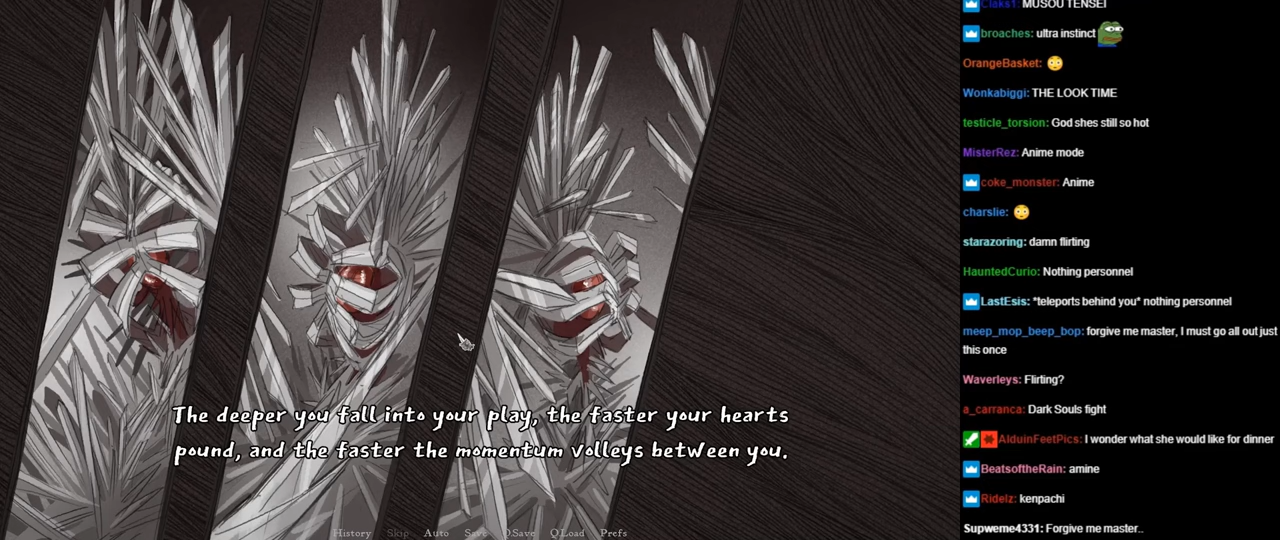 The deeper you fall into your play, the faster your hearts
pound, and the faster the momentum volleys between you.
History Skip Auto Save Q.Save Q.Load Prefs
Claks1: MUSOU TENSEI
broaches: ultra instinct
OrangeBasket:
Wonkabiggi: THE LOOK TIME
testicle_torsion: God shes still so hot
MisterRez: Anime mode
coke_monster: Anime
charslie:
starazoring: damn flirting
HauntedCurio: Nothing personnel
LastEsis: *teleports behind you* nothing personnel
meep_mop_beep_bop: forgive me master, I must go all out just
this once
Waverleys: Flirting?
a_carranca: Dark Souls fight
AlduinFeetPics: I wonder what she would like for dinner
BeatsoftheRain: amine
Ridelz: kenpachi
Supweme4331: Forgive me master..